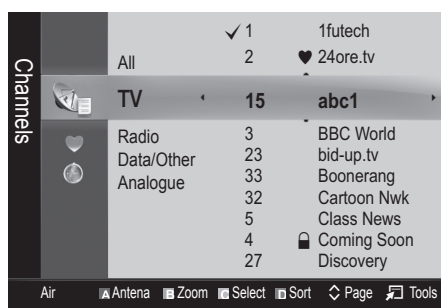 Channels
✓ 1 1futech
All 2 ♥ 24ore.tv
TV 15 abc1
Radio 3 BBC World
Data/Other 23 bid-up.tv
Analogue 33 Boonerang
32 Cartoon Nwk
5 Class News
4 Coming Soon
27 Discovery
Air A Antena B Zoom C Select D Sort Page Tools